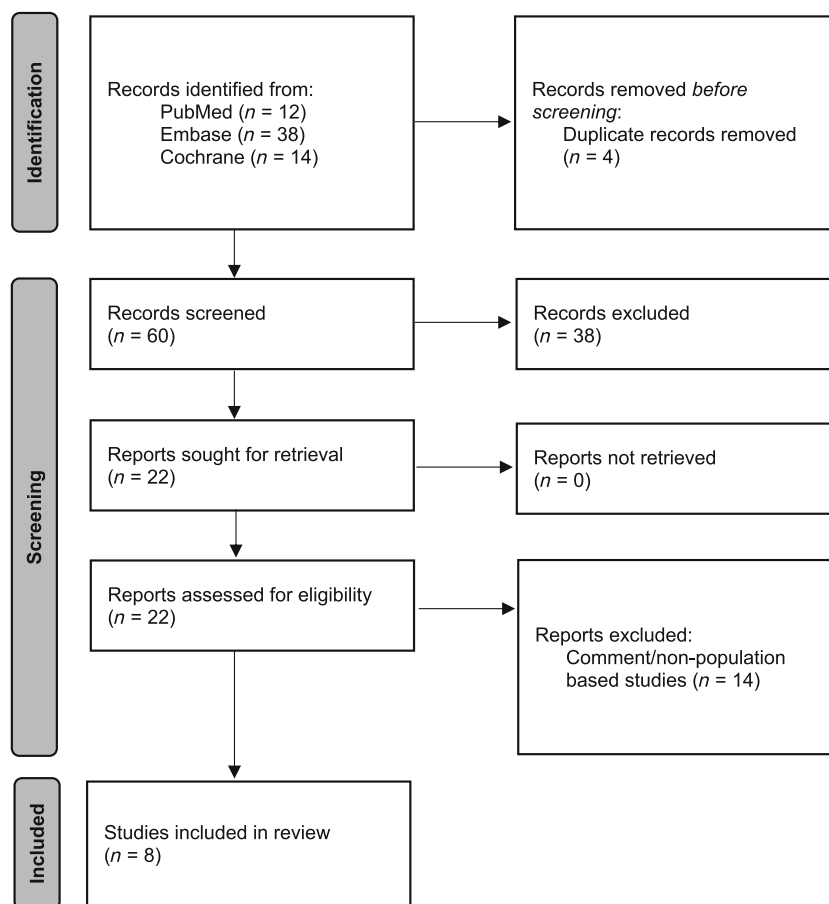 Identification
Records identified from:
PubMed (n = 12)
Embase (n = 38)
Cochrane (n = 14)
Records removed before
screening:
Duplicate records removed
(n = 4)
Screening
Records screened
(n = 60)
Records excluded
(n = 38)
Reports sought for retrieval
(n = 22)
Reports not retrieved
(n = 0)
Reports assessed for eligibility
(n = 22)
Reports excluded:
Comment/non-population
based studies (n = 14)
Included
Studies included in review
(n = 8)